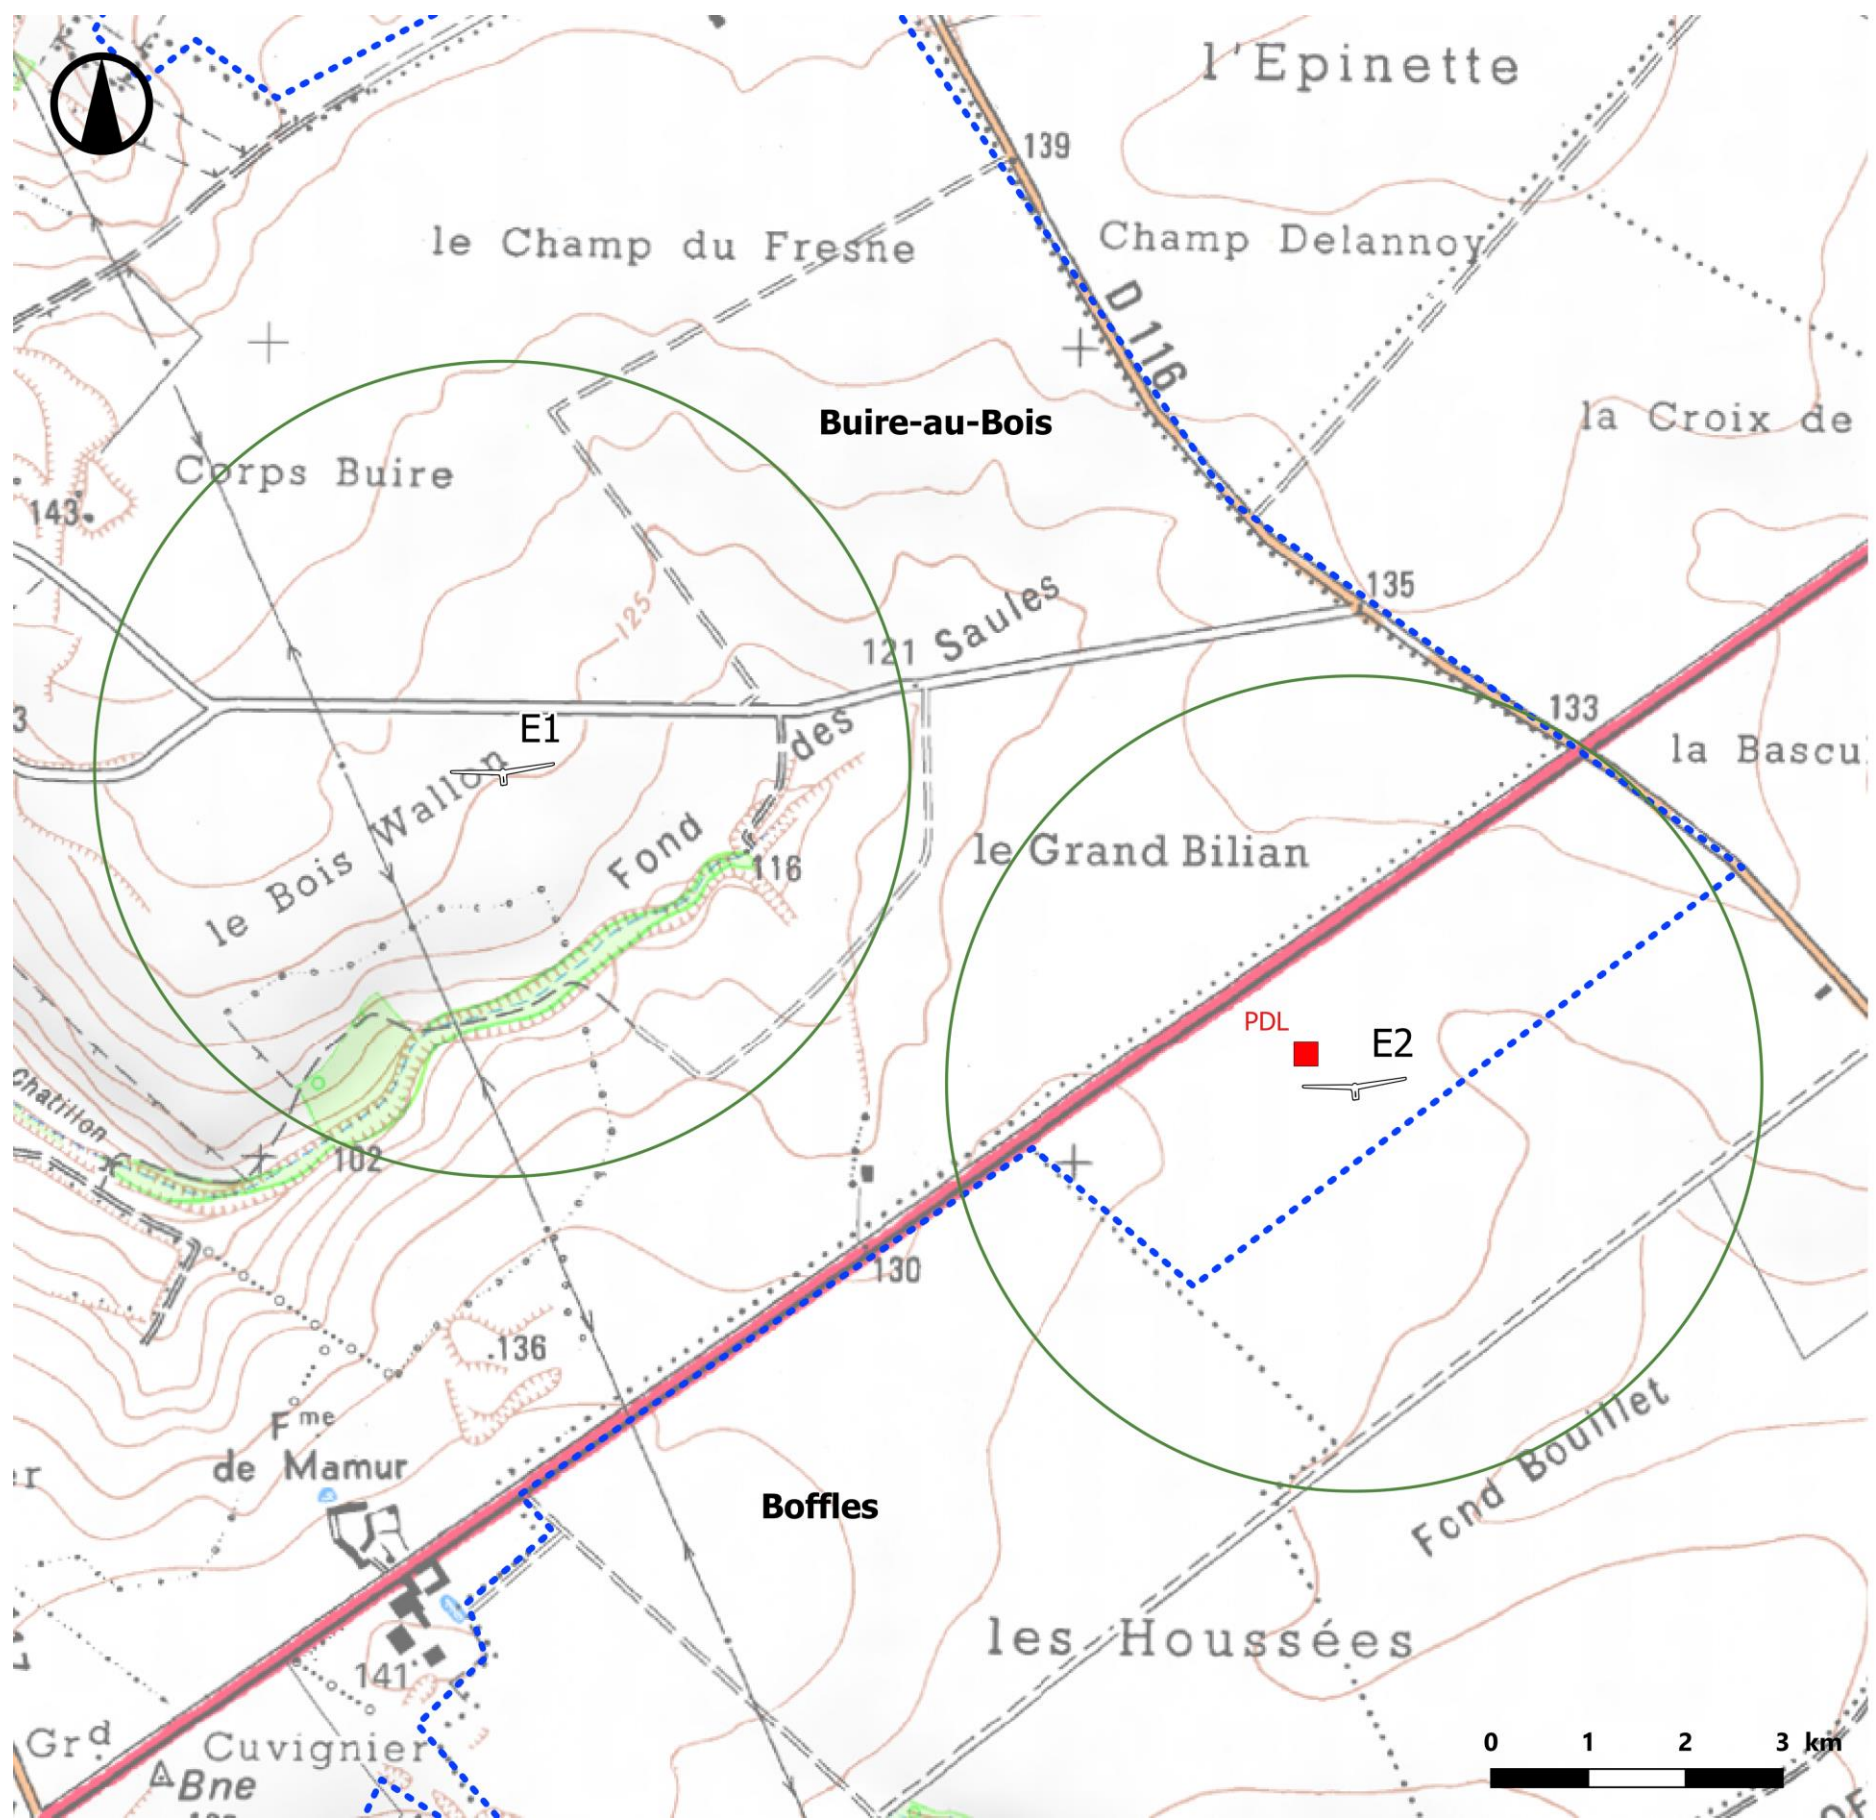 l'Epinette
139
le Champ du Fresne
Champ Delannoy
D 116
la Croix de
Buire-au-Bois
Corps Buire
143
125
135
Saules
121
133
3
E1
des
la Bascu
le Bois Wallon
Fond
116
le Grand Bilian
PDL
E2
Chatillon
102
130
136
Fme
de Mamur
er
Fond Bouillet
Boffles
les Houssées
141
Grd
Cuvignier
Bne
0 1 2 3 km